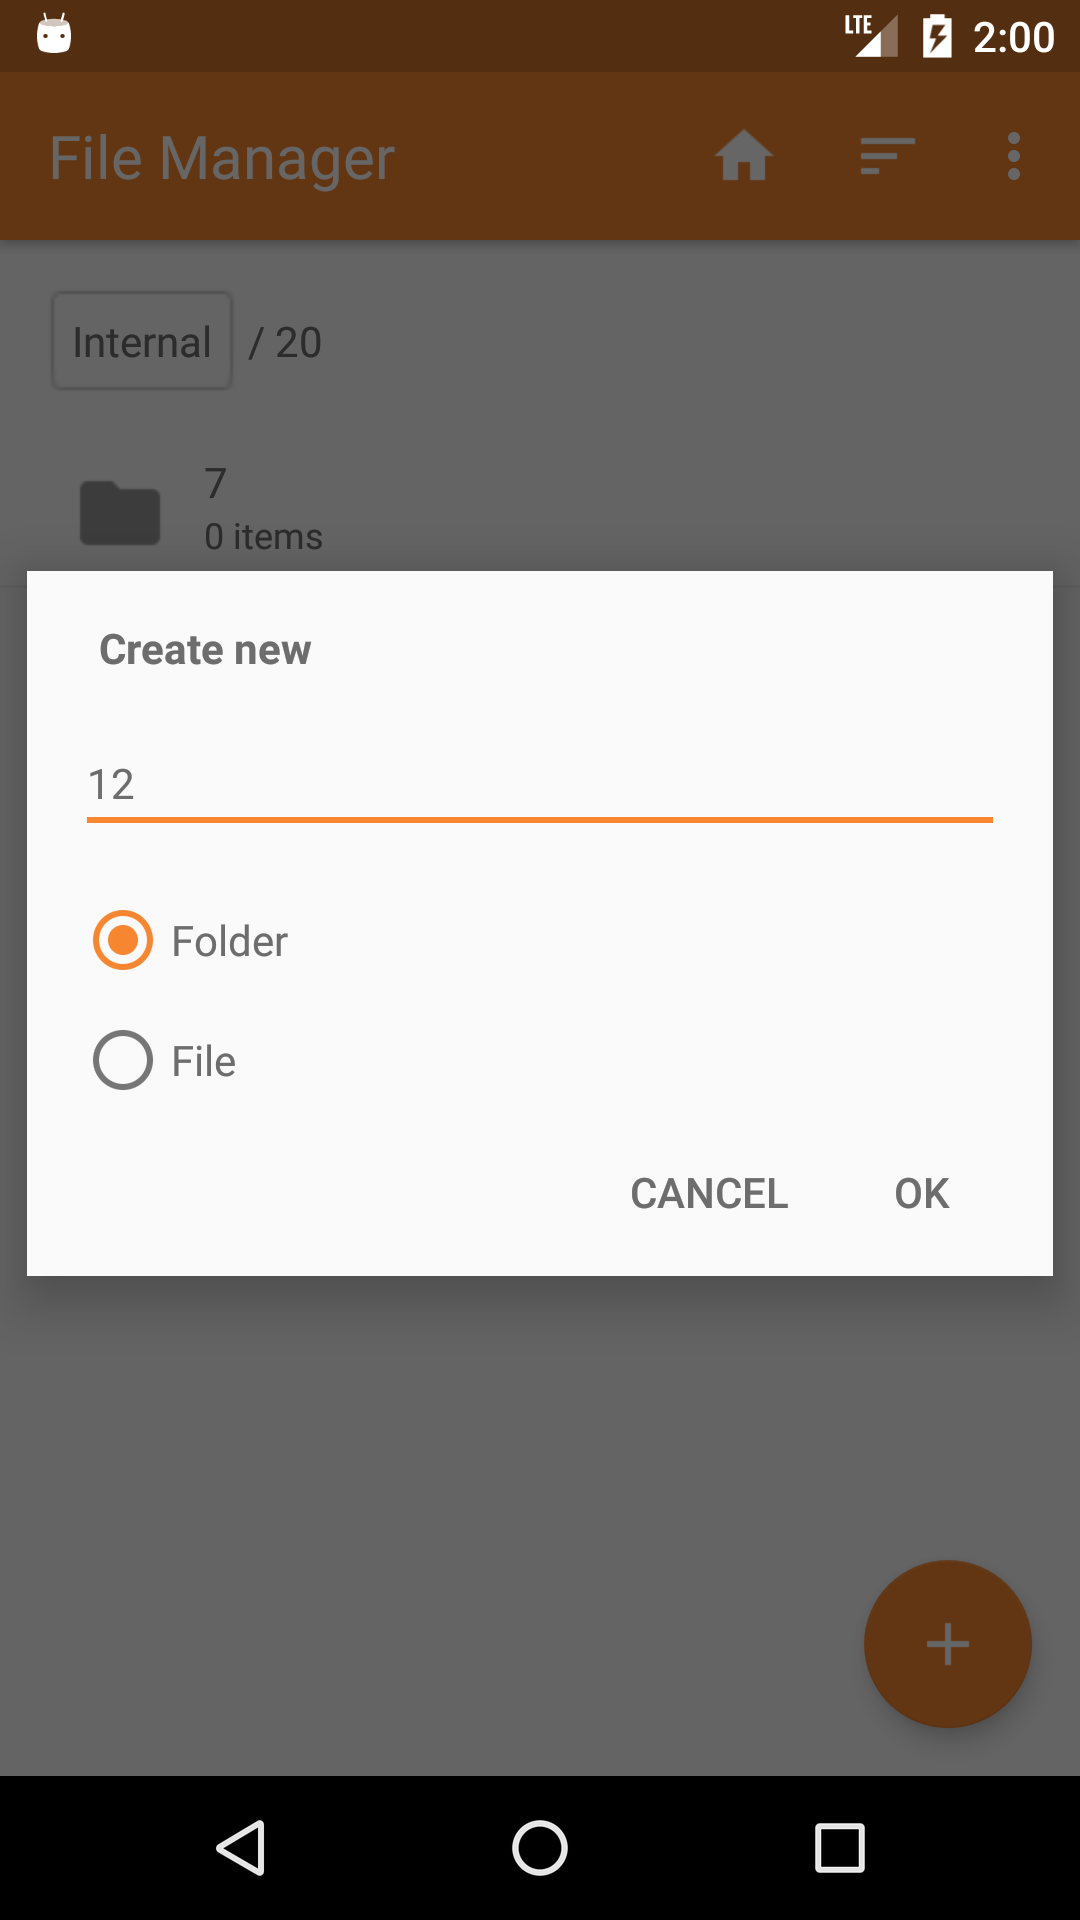 LTE 2:00
File Manager
Internal / 20
7
0 items
Create new
12
Folder
File
CANCEL OK